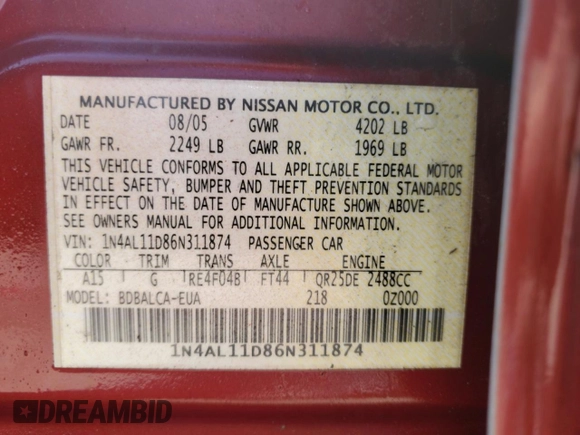 MANUFACTURED BY NISSAN MOTOR CO., LTD.
DATE 08/05 GVWR 4202 LB
GAWR FR. 2249 LB GAWR RR. 1969 LB
THIS VEHICLE CONFORMS TO ALL APPLICABLE FEDERAL MOTOR
VEHICLE SAFETY, BUMPER AND THEFT PREVENTION STANDARDS
IN EFFECT ON THE DATE OF MANUFACTURE SHOWN ABOVE.
SEE OWNERS MANUAL FOR ADDITIONAL INFORMATION.
VIN: 1N4AL11D86N311874 PASSENGER CAR
COLOR TRIM TRANS AXLE ENGINE
A15 G RE4F04B FT44 QR25DE 2488CC
MODEL: BDBALCA-EUA 218 0Z000
1N4AL11D86N311874
DREAMBID